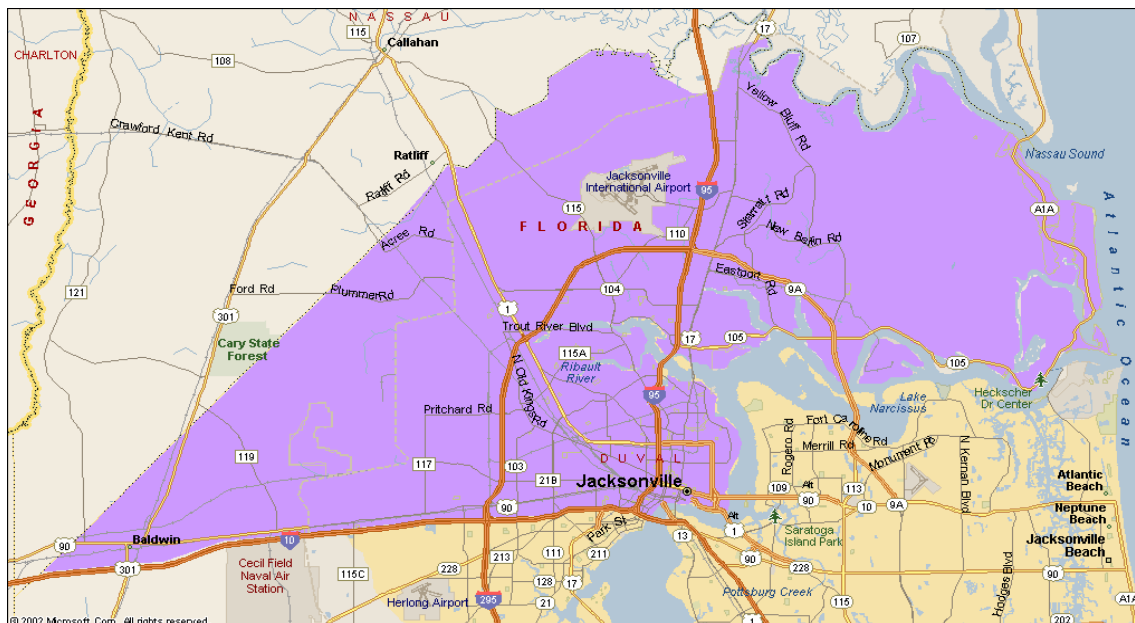 NASSAU
115
17
107
Callahan
CHARLTON
108
GEORGIA
Crawford Kent Rd
Yellow Bluff Rd
Ratliff
Ratliff Rd
Nassau Sound
Jacksonville
International Airport
95
115
A1A
Atlantic Ocean
FLORIDA
110
New Berlin Rd
Acree Rd
Eastport Rd
121
Ford Rd
Plummer Rd
104
9A
301
1
Trout River Blvd
17
105
Cary State
Forest
115A
Ribault
River
105
N Old Kings Rd
95
Heckscher
Dr Center
Lake
Narcissus
Pritchard Rd
Fort Caroline Rd
Rogero Rd
Merrill Rd
Monument Rd
N Kernan Blvd
119
117
103
DUVAL
21B
Jacksonville
109
113
Atlantic
Beach
Alt
90
10
9A
90
Alt
Neptune
Beach
Park St
1
Saratoga
Island Park
90
Baldwin
10
13
Jacksonville
Beach
301
Cecil Field
Naval Air
Station
115C
213
111
211
228
128
17
90
228
90
Hodges Blvd
Pottsburg Creek
Herlong Airport
295
21
1
202
A1A
© 2002 Microsoft Corp. All rights reserved.